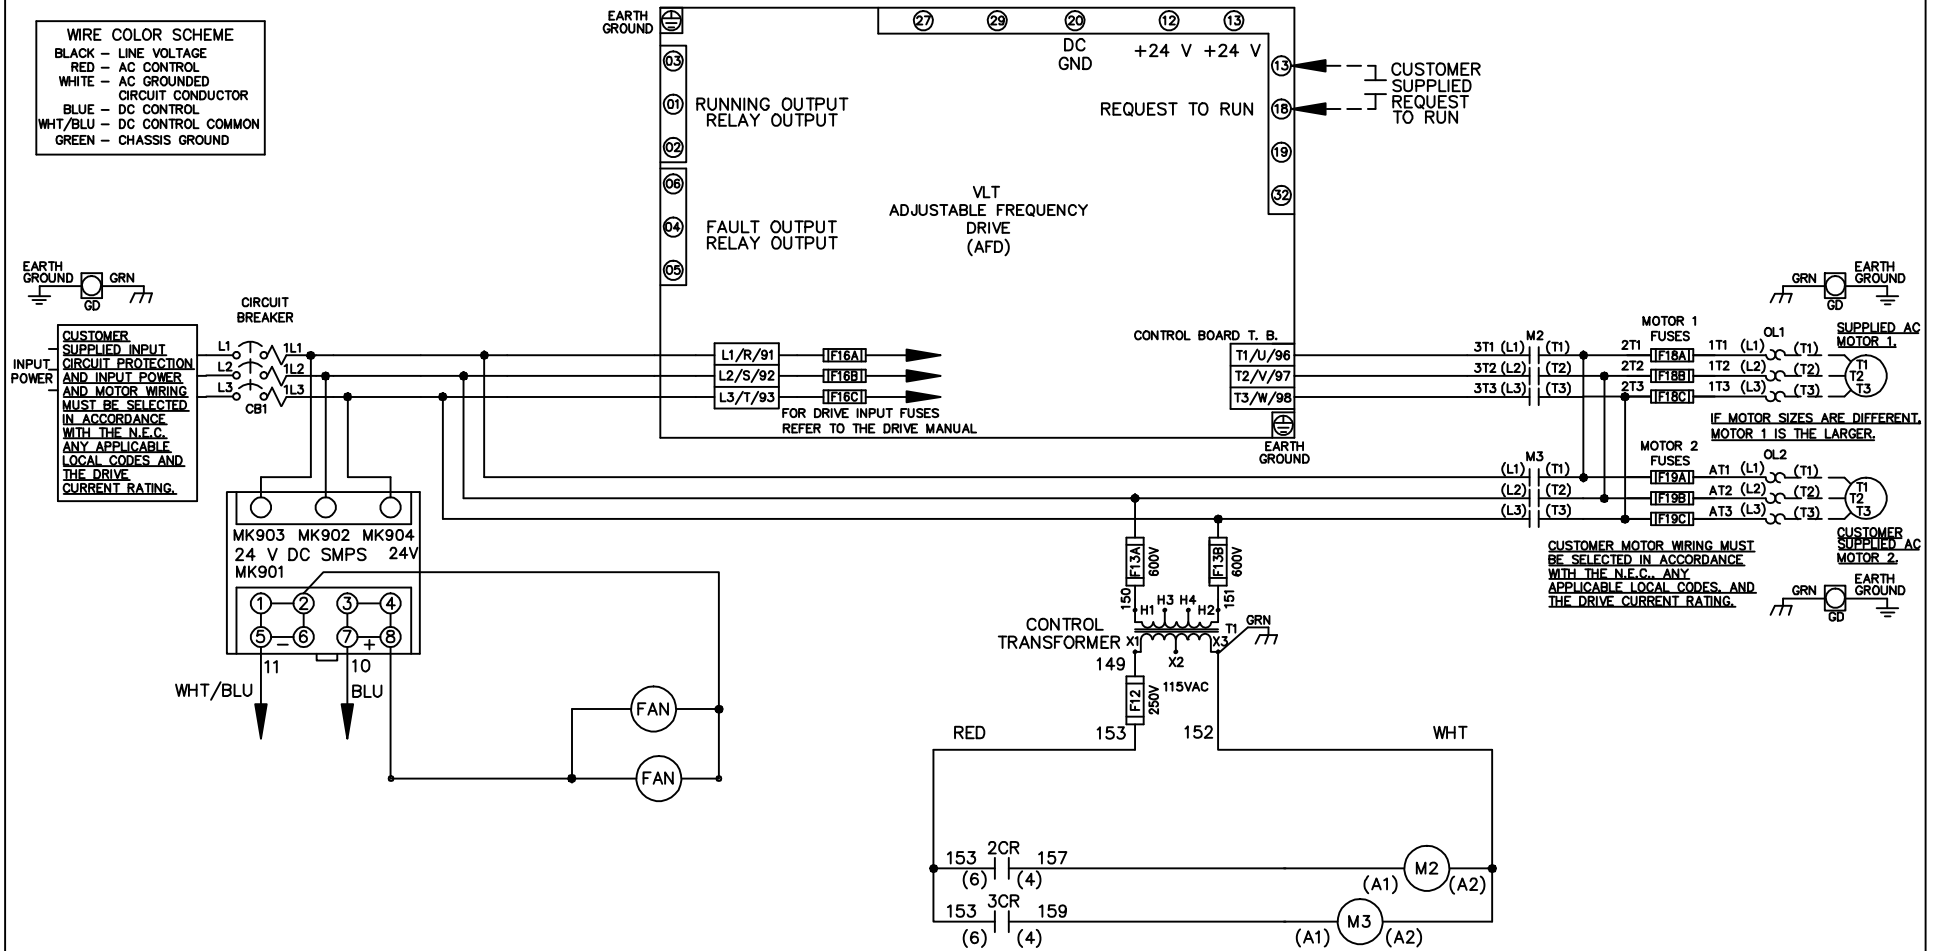 WIRE COLOR SCHEME
BLACK – LINE VOLTAGE
RED – AC CONTROL
WHITE – AC GROUNDED
CIRCUIT CONDUCTOR
BLUE – DC CONTROL
WHT/BLU – DC CONTROL COMMON
GREEN – CHASSIS GROUND
EARTH
GROUND
27
29
20
12
13
DC
GND
+24 V
+24 V
03
01
02
RUNNING OUTPUT
RELAY OUTPUT
06
04
05
FAULT OUTPUT
RELAY OUTPUT
REQUEST TO RUN
13
18
19
32
CUSTOMER
SUPPLIED
REQUEST
TO RUN
VLT
ADJUSTABLE FREQUENCY
DRIVE
(AFD)
EARTH
GROUND
GRN
GD
INPUT
POWER
CUSTOMER
SUPPLIED INPUT
CIRCUIT PROTECTION
AND INPUT POWER
AND MOTOR WIRING
MUST BE SELECTED
IN ACCORDANCE
WITH THE N.E.C.
ANY APPLICABLE
LOCAL CODES AND
THE DRIVE
CURRENT RATING.
CIRCUIT
BREAKER
L1
L2
L3
1L1
1L2
1L3
CB1
L1/R/91
L2/S/92
L3/T/93
F16A
F16B
F16C
FOR DRIVE INPUT FUSES
REFER TO THE DRIVE MANUAL
CONTROL BOARD T. B.
T1/U/96
T2/V/97
T3/W/98
EARTH
GROUND
M2
3T1 (L1) (T1)
3T2 (L2) (T2)
3T3 (L3) (T3)
MOTOR 1
FUSES
2T1 F18A 1T1 (L1) (T1)
2T2 F18B 1T2 (L2) (T2)
2T3 F18C 1T3 (L3) (T3)
OL1
GRN
GD
EARTH
GROUND
SUPPLIED AC
MOTOR 1.
T1
T2
T3
IF MOTOR SIZES ARE DIFFERENT,
MOTOR 1 IS THE LARGER.
M3
(L1) (T1)
(L2) (T2)
(L3) (T3)
MOTOR 2
FUSES
F19A AT1 (L1) (T1)
F19B AT2 (L2) (T2)
F19C AT3 (L3) (T3)
OL2
T1
T2
T3
CUSTOMER
SUPPLIED AC
MOTOR 2.
CUSTOMER MOTOR WIRING MUST
BE SELECTED IN ACCORDANCE
WITH THE N.E.C., ANY
APPLICABLE LOCAL CODES, AND
THE DRIVE CURRENT RATING.
GRN
GD
EARTH
GROUND
MK903 MK902 MK904
24 V DC SMPS 24V
MK901
1 2 3 4
5 – 6 7 + 8
11
10
WHT/BLU
BLU
FAN
FAN
F13A
600V
F13B
600V
150
151
H1 H3 H4 H2
CONTROL
TRANSFORMER
T1
GRN
X1
X2
X3
149
115VAC
F12
250V
153
152
RED
WHT
153 2CR 157
(6) (4)
M2
(A1) (A2)
153 3CR 159
(6) (4)
M3
(A1) (A2)